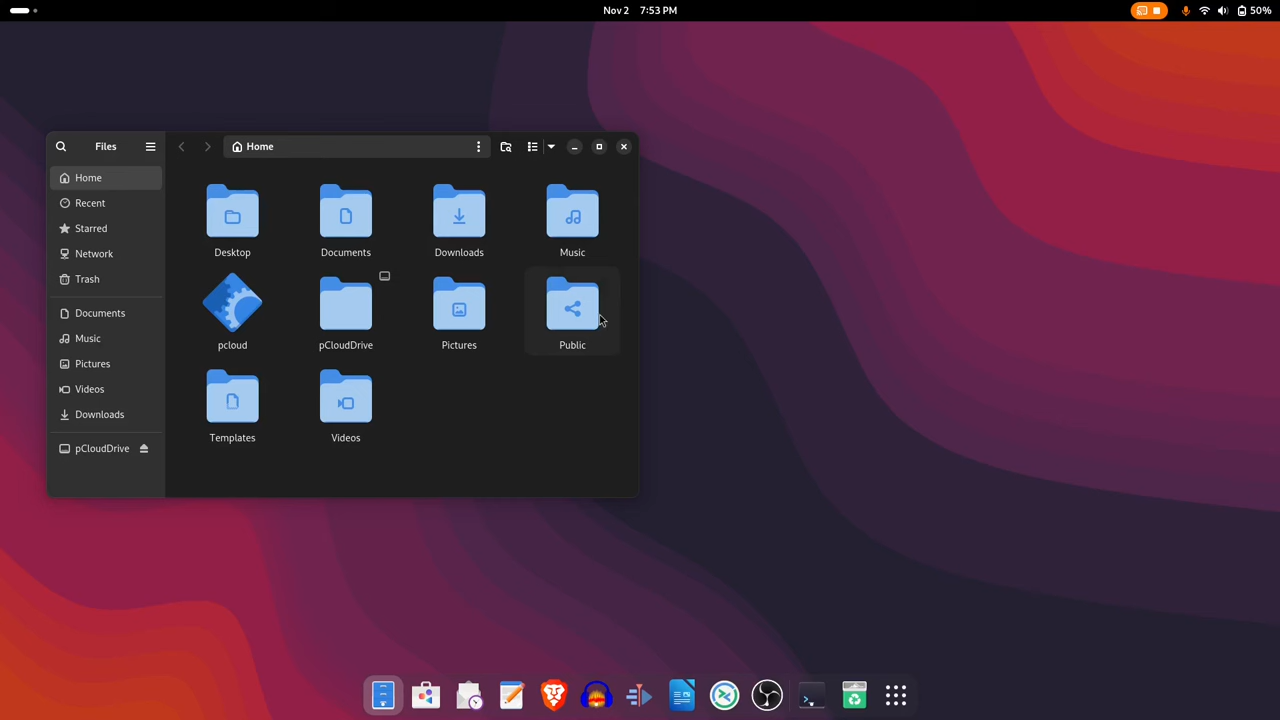 Nov 2 7:53 PM
50%
Files
Home
Home
Recent
Starred
Network
Trash
Documents
Music
Pictures
Videos
Downloads
pCloudDrive
Desktop
Documents
Downloads
Music
pcloud
pCloudDrive
Pictures
Public
Templates
Videos